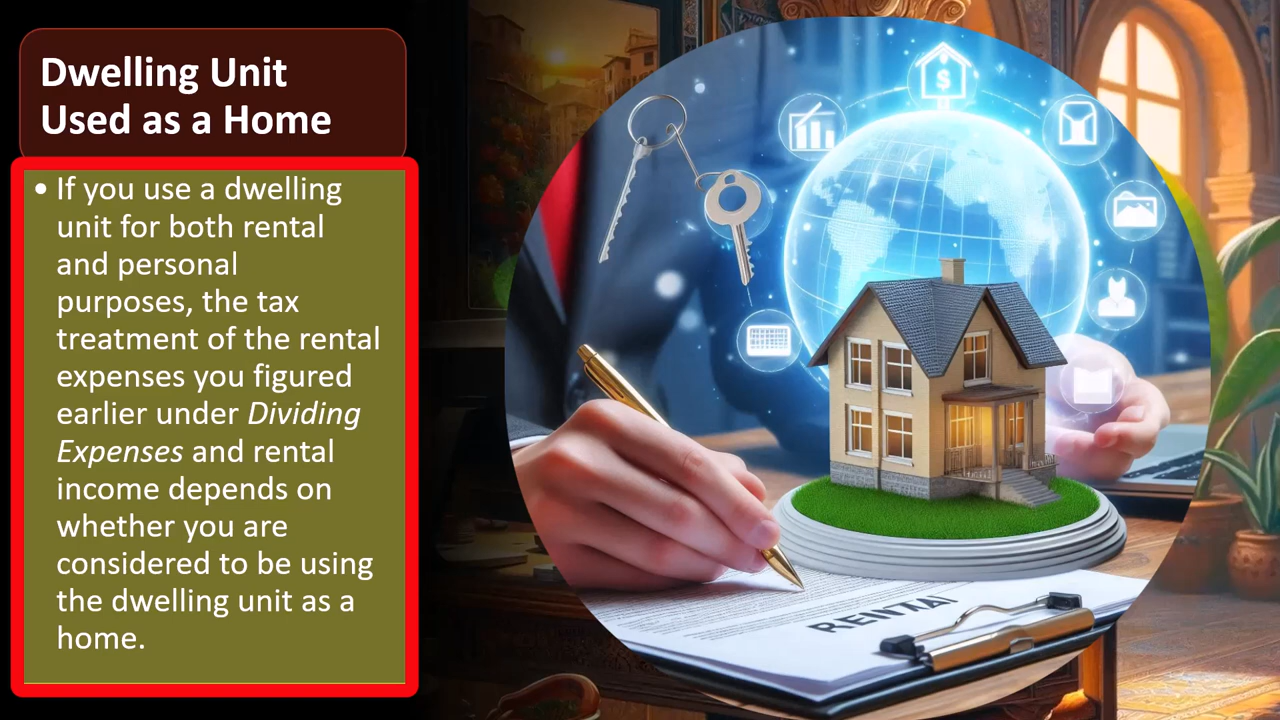 Dwelling Unit
Used as a Home
• If you use a dwelling
unit for both rental
and personal
purposes, the tax
treatment of the rental
expenses you figured
earlier under Dividing
Expenses and rental
income depends on
whether you are
considered to be using
the dwelling unit as a
home.
$